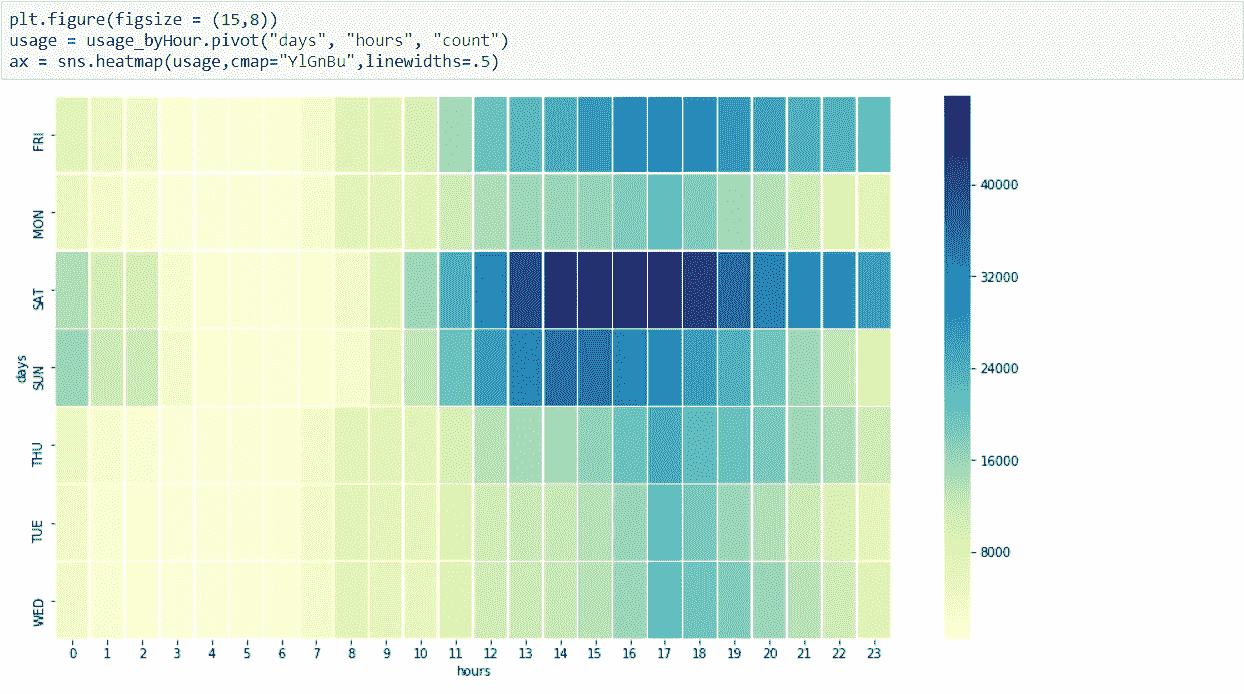 plt.figure(figsize = (15,8))
usage = usage_byHour.pivot("days", "hours", "count")
ax = sns.heatmap(usage,cmap="YlGnBu",linewidths=.5)
FRI
MON
SAT
SUN
THU
TUE
WED
days
0 1 2 3 4 5 6 7 8 9 10 11 12 13 14 15 16 17 18 19 20 21 22 23
hours
40000
32000
24000
16000
8000